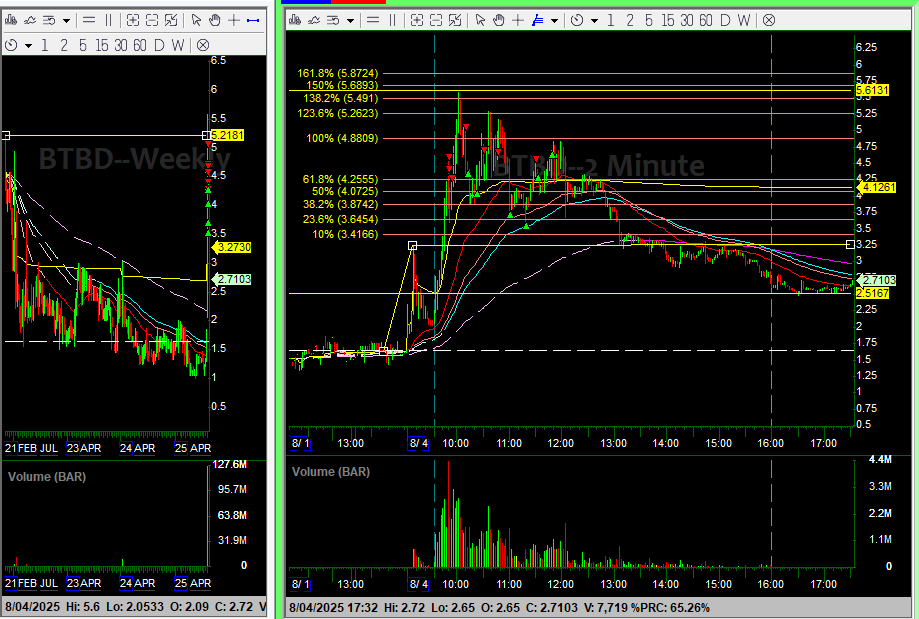 1 2 5 15 30 60 D W
1 2 5 15 30 60 D W
BTBD--Weekly
6.5
6
5.5
5.2181
5
4.5
4
3.5
3.2730
3
2.7103
2.5
2
1.5
1
0.5
21 FEB JUL 23 APR 24 APR 25 APR
Volume (BAR)
127.6M
95.7M
63.8M
31.9M
0
21 FEB JUL 23 APR 24 APR 25 APR
8/04/2025 Hi: 5.6 Lo: 2.0533 O: 2.09 C: 2.72 V
BTBD--2 Minute
161.8% (5.8724)
150% (5.6893)
138.2% (5.491)
123.6% (5.2623)
100% (4.8809)
61.8% (4.2555)
50% (4.0725)
38.2% (3.8742)
23.6% (3.6454)
10% (3.4166)
6.25
6
5.75
5.6131
5.25
5
4.75
4.5
4.25
4.1261
4
3.75
3.5
3.25
3
2.7103
2.5167
2.25
2
1.75
1.5
1.25
1
0.75
0.5
8/ 1 13:00 8/ 4 10:00 11:00 12:00 13:00 14:00 15:00 16:00 17:00
Volume (BAR)
4.4M
3.3M
2.2M
1.1M
0
8/ 1 13:00 8/ 4 10:00 11:00 12:00 13:00 14:00 15:00 16:00 17:00
8/04/2025 17:32 Hi: 2.72 Lo: 2.65 O: 2.65 C: 2.7103 V: 7,719 %PRC: 65.26%